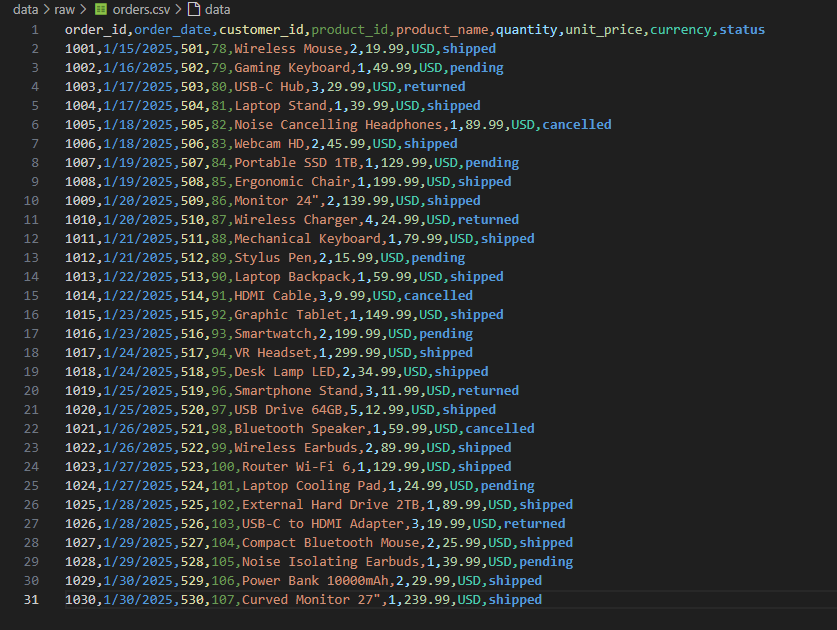 data > raw > orders.csv > data
1 order_id,order_date,customer_id,product_id,product_name,quantity,unit_price,currency,status
2 1001,1/15/2025,501,78,Wireless Mouse,2,19.99,USD,shipped
3 1002,1/16/2025,502,79,Gaming Keyboard,1,49.99,USD,pending
4 1003,1/17/2025,503,80,USB-C Hub,3,29.99,USD,returned
5 1004,1/17/2025,504,81,Laptop Stand,1,39.99,USD,shipped
6 1005,1/18/2025,505,82,Noise Cancelling Headphones,1,89.99,USD,cancelled
7 1006,1/18/2025,506,83,Webcam HD,2,45.99,USD,shipped
8 1007,1/19/2025,507,84,Portable SSD 1TB,1,129.99,USD,pending
9 1008,1/19/2025,508,85,Ergonomic Chair,1,199.99,USD,shipped
10 1009,1/20/2025,509,86,Monitor 24",2,139.99,USD,shipped
11 1010,1/20/2025,510,87,Wireless Charger,4,24.99,USD,returned
12 1011,1/21/2025,511,88,Mechanical Keyboard,1,79.99,USD,shipped
13 1012,1/21/2025,512,89,Stylus Pen,2,15.99,USD,pending
14 1013,1/22/2025,513,90,Laptop Backpack,1,59.99,USD,shipped
15 1014,1/22/2025,514,91,HDMI Cable,3,9.99,USD,cancelled
16 1015,1/23/2025,515,92,Graphic Tablet,1,149.99,USD,shipped
17 1016,1/23/2025,516,93,Smartwatch,2,199.99,USD,pending
18 1017,1/24/2025,517,94,VR Headset,1,299.99,USD,shipped
19 1018,1/24/2025,518,95,Desk Lamp LED,2,34.99,USD,shipped
20 1019,1/25/2025,519,96,Smartphone Stand,3,11.99,USD,returned
21 1020,1/25/2025,520,97,USB Drive 64GB,5,12.99,USD,shipped
22 1021,1/26/2025,521,98,Bluetooth Speaker,1,59.99,USD,cancelled
23 1022,1/26/2025,522,99,Wireless Earbuds,2,89.99,USD,shipped
24 1023,1/27/2025,523,100,Router Wi-Fi 6,1,129.99,USD,shipped
25 1024,1/27/2025,524,101,Laptop Cooling Pad,1,24.99,USD,pending
26 1025,1/28/2025,525,102,External Hard Drive 2TB,1,89.99,USD,shipped
27 1026,1/28/2025,526,103,USB-C to HDMI Adapter,3,19.99,USD,returned
28 1027,1/29/2025,527,104,Compact Bluetooth Mouse,2,25.99,USD,shipped
29 1028,1/29/2025,528,105,Noise Isolating Earbuds,1,39.99,USD,pending
30 1029,1/30/2025,529,106,Power Bank 10000mAh,2,29.99,USD,shipped
31 1030,1/30/2025,530,107,Curved Monitor 27",1,239.99,USD,shipped